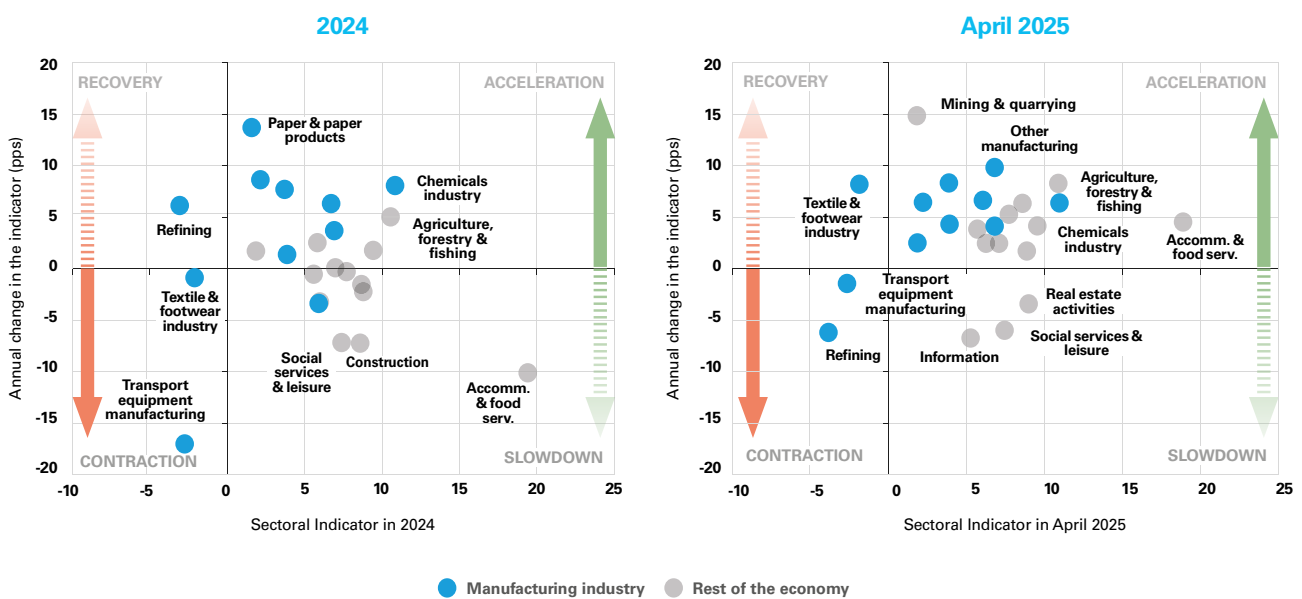 2024
20
15
10
5
0
-5
-10
-15
-20
Annual change in the indicator (pps)
RECOVERY
ACCELERATION
Paper & paper
products
Chemicals
industry
Refining
Agriculture,
forestry &
fishing
Textile &
footwear
industry
Social
services
& leisure
Construction
Transport
equipment
manufacturing
Accomm.
& food
serv.
CONTRACTION
SLOWDOWN
-10
-5
0
5
10
15
20
25
Sectoral Indicator in 2024
April 2025
20
15
10
5
0
-5
-10
-15
-20
Annual change in the indicator (pps)
RECOVERY
ACCELERATION
Mining & quarrying
Other
manufacturing
Agriculture,
forestry &
fishing
Textile &
footwear
industry
Chemicals
industry
Accomm. &
food serv.
Transport
equipment
manufacturing
Real estate
activities
Social services &
leisure
Refining
Information
CONTRACTION
SLOWDOWN
-10
-5
0
5
10
15
20
25
Sectoral Indicator in April 2025
Manufacturing industry
Rest of the economy